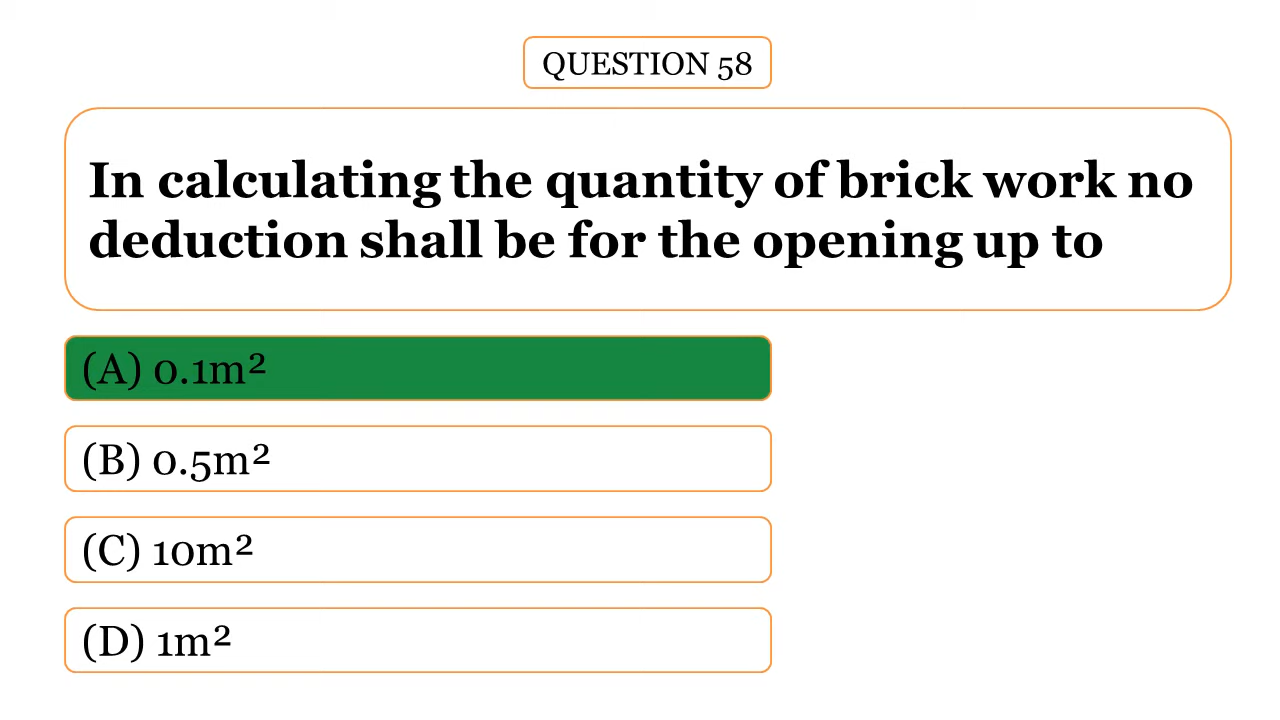 QUESTION 58
In calculating the quantity of brick work no
deduction shall be for the opening up to
(A) 0.1m²
(B) 0.5m²
(C) 10m²
(D) 1m²